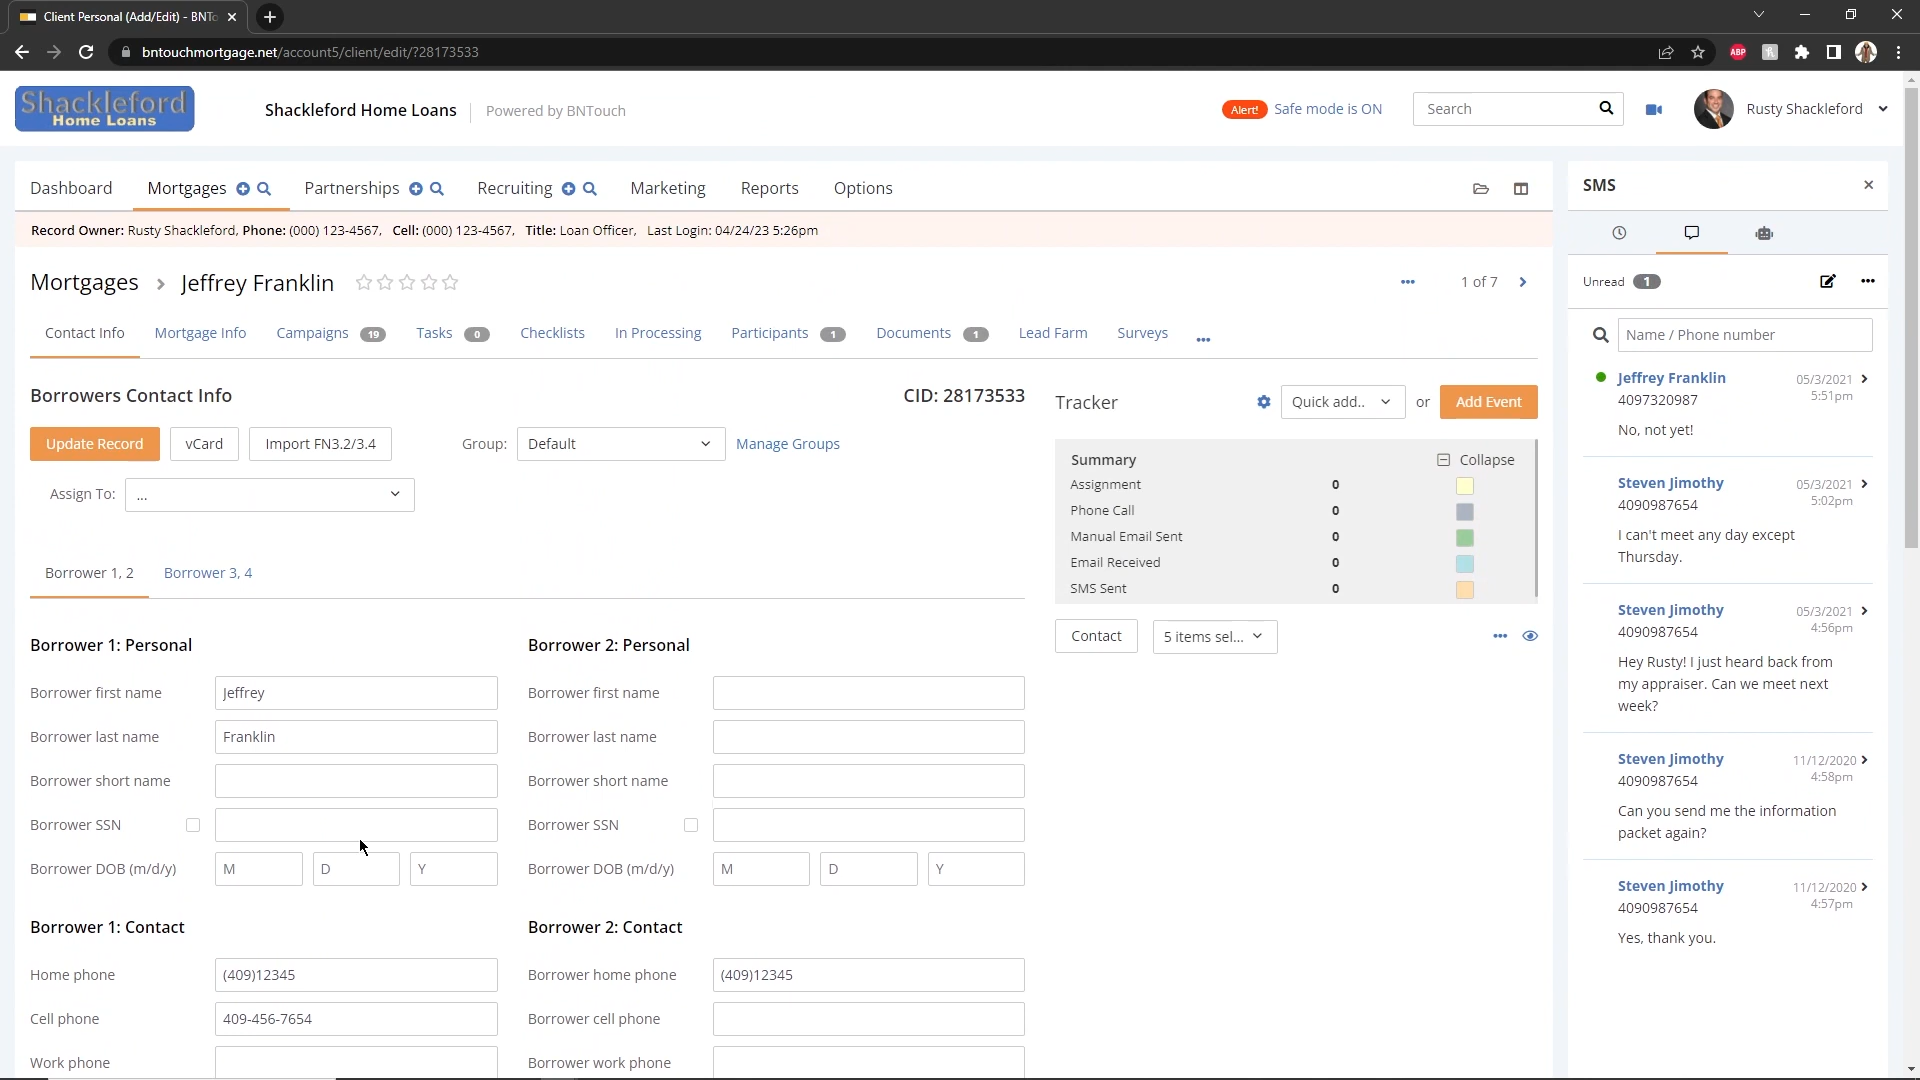 Client Personal (Add/Edit) - BNTo
bntouchmortgage.net/account5/client/edit/?28173533
ABP
Shackleford
Home Loans
Shackleford Home Loans
Powered by BNTouch
Alert!
Safe mode is ON
Search
Rusty Shackleford
Dashboard
Mortgages
Partnerships
Recruiting
Marketing
Reports
Options
Record Owner: Rusty Shackleford, Phone: (000) 123-4567, Cell: (000) 123-4567, Title: Loan Officer, Last Login: 04/24/23 5:26pm
Mortgages > Jeffrey Franklin
1 of 7
Contact Info
Mortgage Info
Campaigns 19
Tasks 0
Checklists
In Processing
Participants 1
Documents 1
Lead Farm
Surveys
Borrowers Contact Info
CID: 28173533
Update Record
vCard
Import FN3.2/3.4
Group:
Default
Manage Groups
Assign To:
...
Borrower 1, 2
Borrower 3, 4
Borrower 1: Personal
Borrower first name
Jeffrey
Borrower last name
Franklin
Borrower short name
Borrower SSN
Borrower DOB (m/d/y)
M
D
Y
Borrower 1: Contact
Home phone
(409)12345
Cell phone
409-456-7654
Work phone
Borrower 2: Personal
Borrower first name
Borrower last name
Borrower short name
Borrower SSN
Borrower DOB (m/d/y)
M
D
Y
Borrower 2: Contact
Borrower home phone
(409)12345
Borrower cell phone
Borrower work phone
Tracker
Quick add..
or
Add Event
Summary
Collapse
Assignment 0
Phone Call 0
Manual Email Sent 0
Email Received 0
SMS Sent 0
Contact
5 items sel...
SMS
Unread 1
Name / Phone number
Jeffrey Franklin
05/3/2021
4097320987
5:51pm
No, not yet!
Steven Jimothy
05/3/2021
4090987654
5:02pm
I can't meet any day except
Thursday.
Steven Jimothy
05/3/2021
4090987654
4:56pm
Hey Rusty! I just heard back from
my appraiser. Can we meet next
week?
Steven Jimothy
11/12/2020
4090987654
4:58pm
Can you send me the information
packet again?
Steven Jimothy
11/12/2020
4090987654
4:57pm
Yes, thank you.